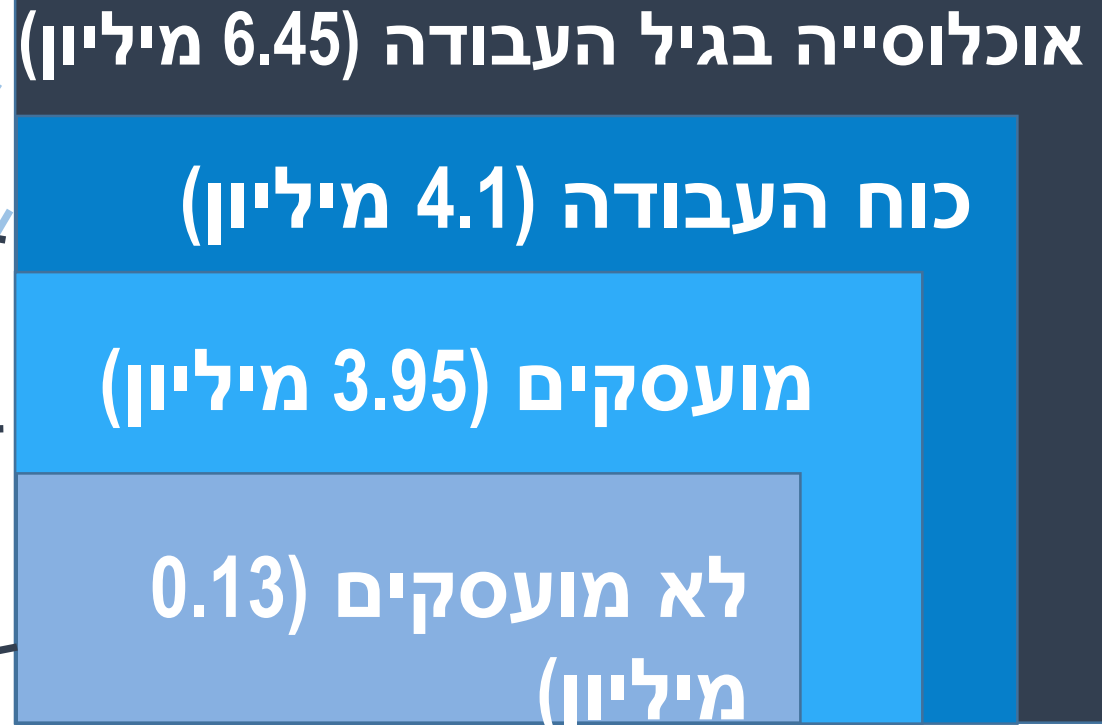 אוכלוסייה בגיל העבודה (6.45 מיליון)
כוח העבודה (4.1 מיליון)
מועסקים (3.95 מיליון)
לא מועסקים (0.13
מיליון)